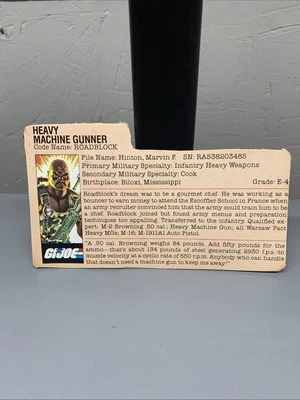 HEAVY
MACHINE GUNNER
Code Name: ROADBLOCK
File Name: Hinton, Marvin F. SN: RA538203485
Primary Military Specialty: Infantry Heavy Weapons
Secondary Military Specialty: Cook
Birthplace: Biloxi, Mississippi Grade: E-4
Roadblock's dream was to be a gourmet chef. He was working as a
bouncer to earn money to attend the Esoffier School in France when
an army recruiter convinced him that the army could train him to be
a chef. Roadblock joined but found army menus and preparation
techniques too appalling. Transferred to the infantry. Qualified ex-
pert: M-2 Browning .50 cal.; Heavy Machine Gun; all Warsaw Pact
Heavy MGs; M-16; M-1911A1 Auto Pistol.
"A .50 cal. Browning weighs 84 pounds. Add fifty pounds for the
ammo—that's about 134 pounds of steel generating 2930 f.p.s. in
muzzle velocity at a cyclic rate of 550 r.p.m. Anybody who can handle
that doesn't need a machine gun to keep me away!"
GI JOE